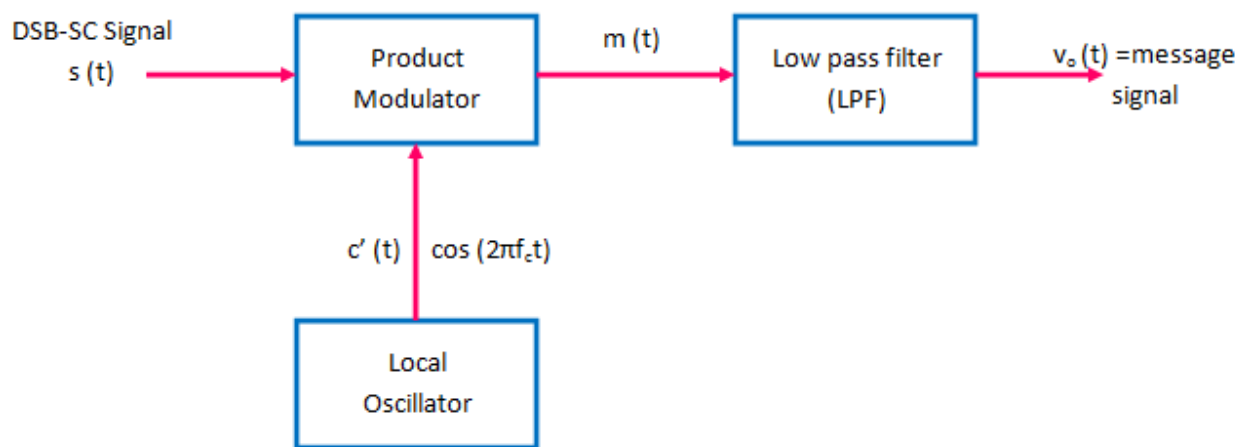 DSB-SC Signal
s (t)
Product
Modulator
m (t)
Low pass filter
(LPF)
vₒ (t) =message
signal
c’ (t)
cos (2πf꜀t)
Local
Oscillator